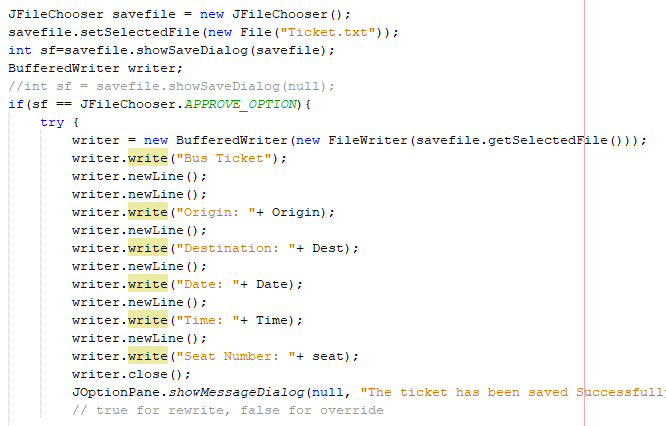 JFileChooser savefile = new JFileChooser();
savefile.setSelectedFile(new File("Ticket.txt"));
int sf=savefile.showSaveDialog(savefile);
BufferedWriter writer;
//int sf = savefile.showSaveDialog(null);
if(sf == JFileChooser.APPROVE_OPTION){
try {
writer = new BufferedWriter(new FileWriter(savefile.getSelectedFile()));
writer.write("Bus Ticket");
writer.newLine();
writer.newLine();
writer.write("Origin: "+ Origin);
writer.newLine();
writer.write("Destination: "+ Dest);
writer.newLine();
writer.write("Date: "+ Date);
writer.newLine();
writer.write("Time: "+ Time);
writer.newLine();
writer.write("Seat Number: "+ seat);
writer.close();
JOptionPane.showMessageDialog(null, "The ticket has been saved Successfully
// true for rewrite, false for override